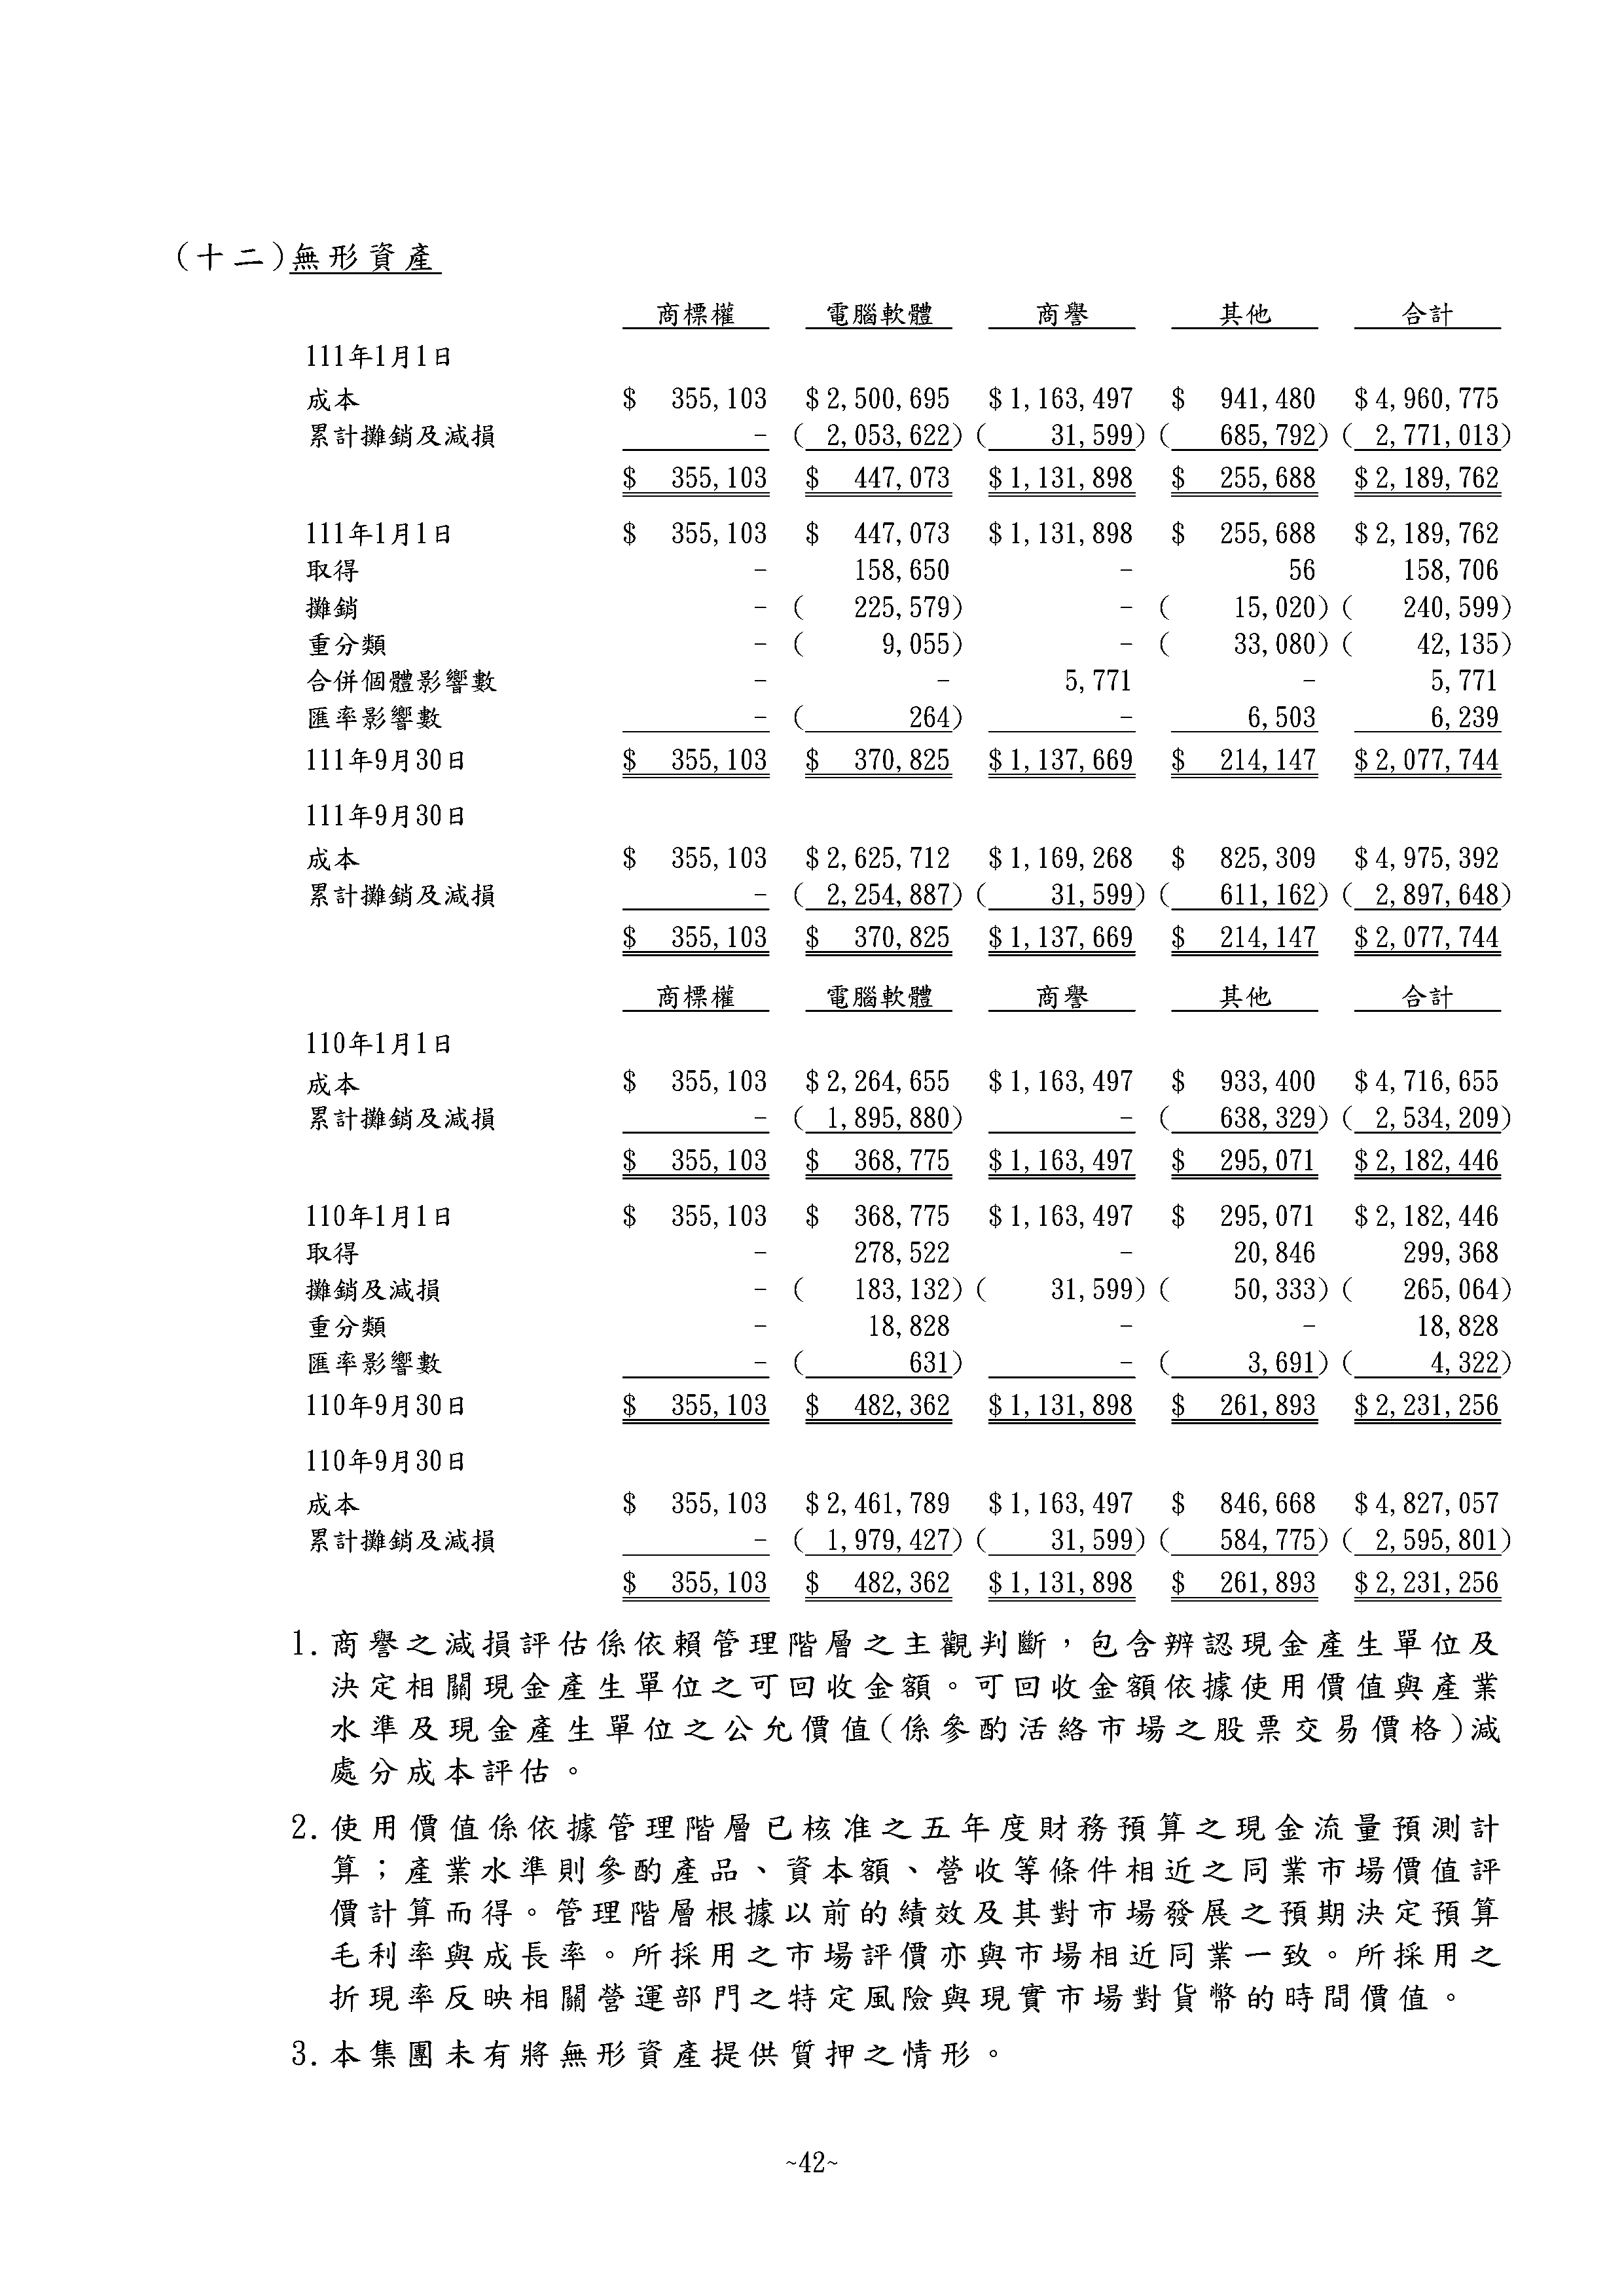 (十二)無形資產
商標權 電腦軟體 商譽 其他 合計
111年1月1日
成本 $ 355,103 $2,500,695 $1,163,497 $ 941,480 $4,960,775
累計攤銷及減損 - ( 2,053,622) ( 31,599) ( 685,792) ( 2,771,013)
$ 355,103 $ 447,073 $1,131,898 $ 255,688 $2,189,762
111年1月1日 $ 355,103 $ 447,073 $1,131,898 $ 255,688 $2,189,762
取得 - 158,650 - 56 158,706
攤銷 - ( 225,579) - ( 15,020) ( 240,599)
重分類 - ( 9,055) - ( 33,080) ( 42,135)
合併個體影響數 - - 5,771 - 5,771
匯率影響數 - ( 264) - 6,503 6,239
111年9月30日 $ 355,103 $ 370,825 $1,137,669 $ 214,147 $2,077,744
111年9月30日
成本 $ 355,103 $2,625,712 $1,169,268 $ 825,309 $4,975,392
累計攤銷及減損 - ( 2,254,887) ( 31,599) ( 611,162) ( 2,897,648)
$ 355,103 $ 370,825 $1,137,669 $ 214,147 $2,077,744
商標權 電腦軟體 商譽 其他 合計
110年1月1日
成本 $ 355,103 $2,264,655 $1,163,497 $ 933,400 $4,716,655
累計攤銷及減損 - ( 1,895,880) - ( 638,329) ( 2,534,209)
$ 355,103 $ 368,775 $1,163,497 $ 295,071 $2,182,446
110年1月1日 $ 355,103 $ 368,775 $1,163,497 $ 295,071 $2,182,446
取得 - 278,522 - 20,846 299,368
攤銷及減損 - ( 183,132) ( 31,599) ( 50,333) ( 265,064)
重分類 - 18,828 - - 18,828
匯率影響數 - ( 631) - ( 3,691) ( 4,322)
110年9月30日 $ 355,103 $ 482,362 $1,131,898 $ 261,893 $2,231,256
110年9月30日
成本 $ 355,103 $2,461,789 $1,163,497 $ 846,668 $4,827,057
累計攤銷及減損 - ( 1,979,427) ( 31,599) ( 584,775) ( 2,595,801)
$ 355,103 $ 482,362 $1,131,898 $ 261,893 $2,231,256
1.商譽之減損評估係依賴管理階層之主觀判斷，包含辨認現金產生單位及
決定相關現金產生單位之可回收金額。可回收金額依據使用價值與產業
水準及現金產生單位之公允價值(係參酌活絡市場之股票交易價格)減
處分成本評估。
2.使用價值係依據管理階層已核准之五年度財務預算之現金流量預測計
算；產業水準則參酌產品、資本額、營收等條件相近之同業市場價值評
價計算而得。管理階層根據以前的績效及其對市場發展之預期決定預算
毛利率與成長率。所採用之市場評價亦與市場相近同業一致。所採用之
折現率反映相關營運部門之特定風險與現實市場對貨幣的時間價值。
3.本集團未有將無形資產提供質押之情形。
~42~